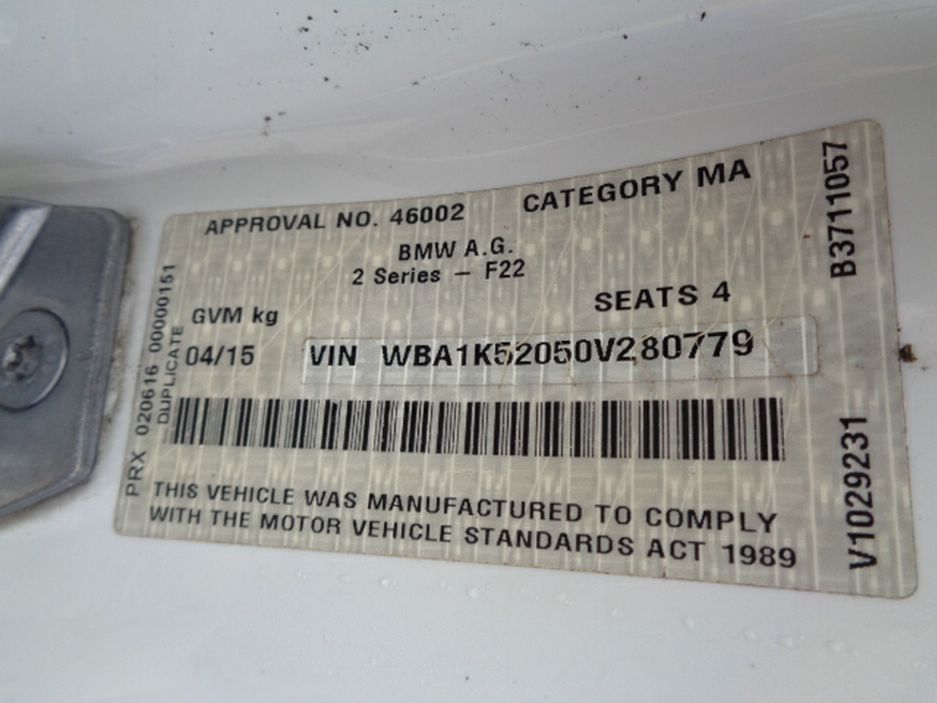 APPROVAL NO. 46002 CATEGORY MA
BMW A.G.
2 Series – F22
GVM kg SEATS 4
04/15 VIN WBA1K52050V280779
THIS VEHICLE WAS MANUFACTURED TO COMPLY
WITH THE MOTOR VEHICLE STANDARDS ACT 1989
PRX 020616 00000151
DUPLICATE
B3711057
V1029231